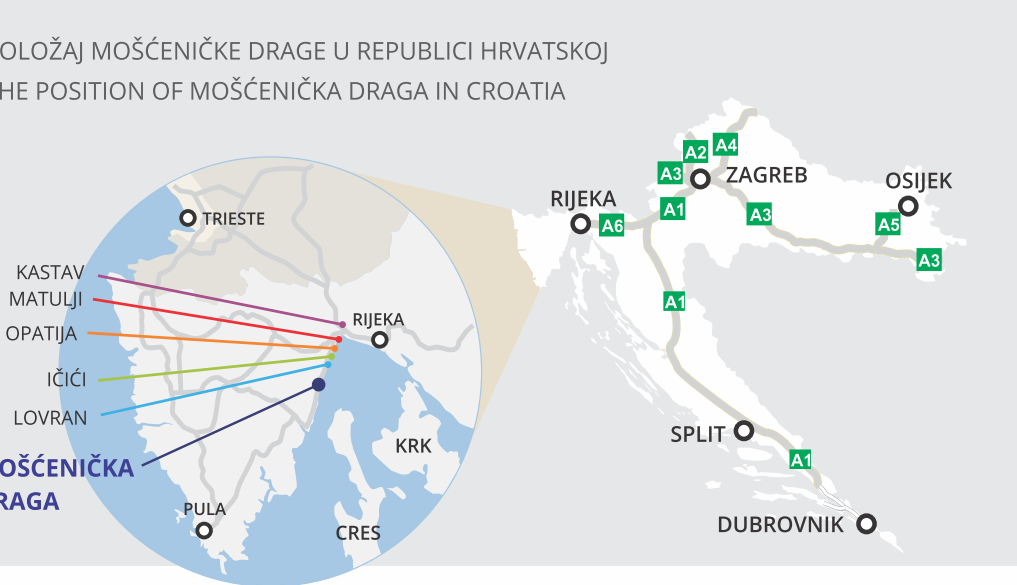 OLOŽAJ MOŠĆENIČKE DRAGE U REPUBLICI HRVATSKOJ
HE POSITION OF MOŠĆENIČKA DRAGA IN CROATIA
TRIESTE
KASTAV
MATULJI
OPATIJA
IČIĆI
LOVRAN
OŠĆENIČKA
RAGA
RIJEKA
KRK
CRES
PULA
A2
A4
A3
ZAGREB
OSIJEK
RIJEKA
A6
A1
A3
A5
A3
A1
SPLIT
A1
DUBROVNIK